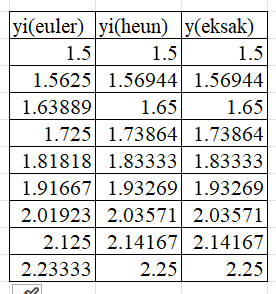 yi(euler) yi(heun) y(eksak)
1.5 1.5 1.5
1.5625 1.56944 1.56944
1.63889 1.65 1.65
1.725 1.73864 1.73864
1.81818 1.83333 1.83333
1.91667 1.93269 1.93269
2.01923 2.03571 2.03571
2.125 2.14167 2.14167
2.23333 2.25 2.25